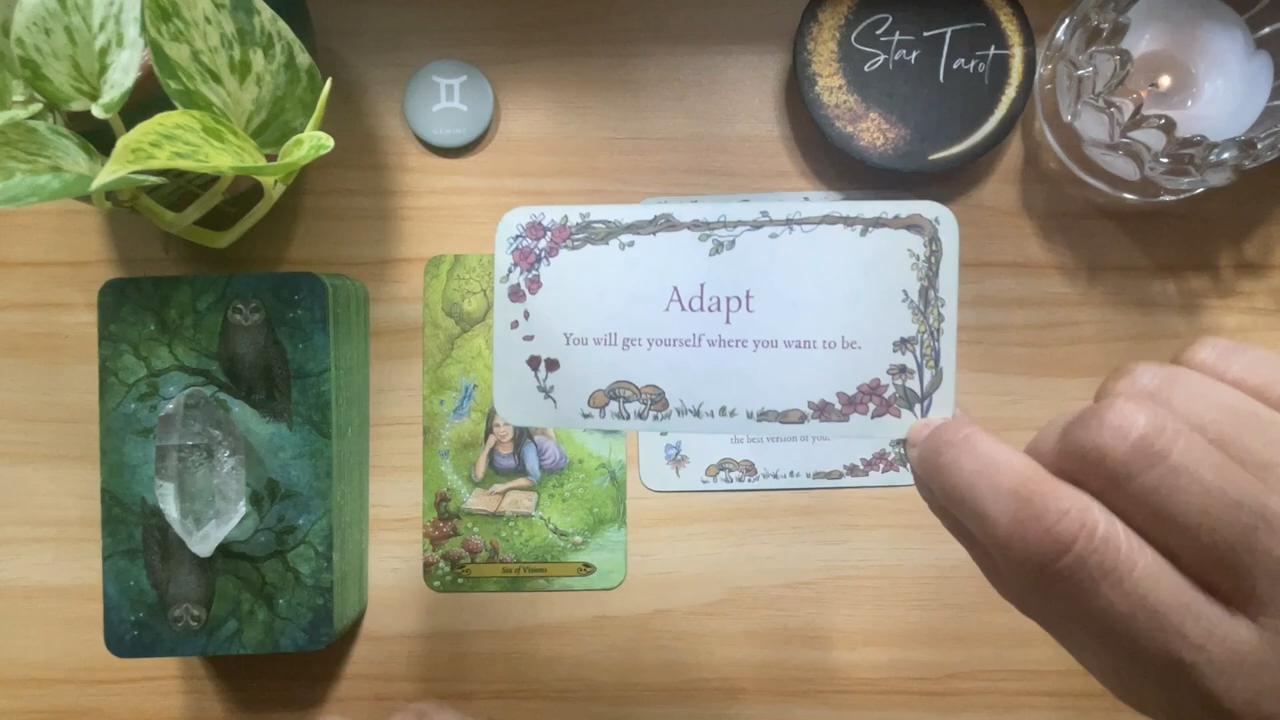 GEMINI
Star Tarot
Adapt
You will get yourself where you want to be.
the best version of you.
Six of Visions